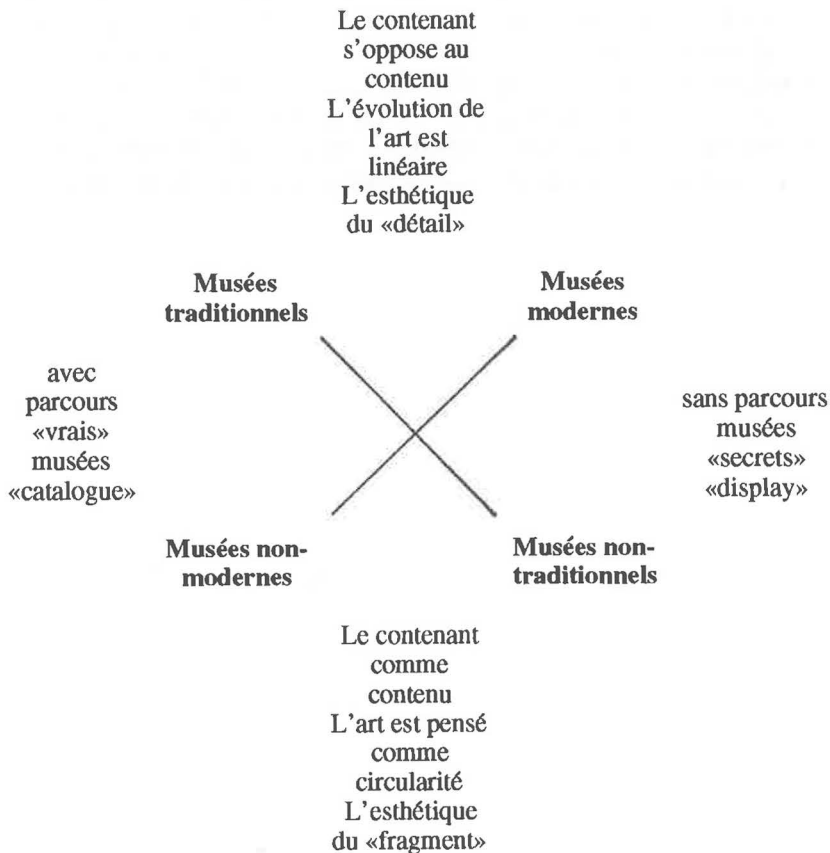 Le contenant
s'oppose au
contenu
L'évolution de
l'art est
linéaire
L'esthétique
du «détail»
Musées
traditionnels
Musées
modernes
avec
parcours
«vrais»
musées
«catalogue»
sans parcours
musées
«secrets»
«display»
Musées non-
modernes
Musées non-
traditionnels
Le contenant
comme
contenu
L'art est pensé
comme
circularité
L'esthétique
du «fragment»